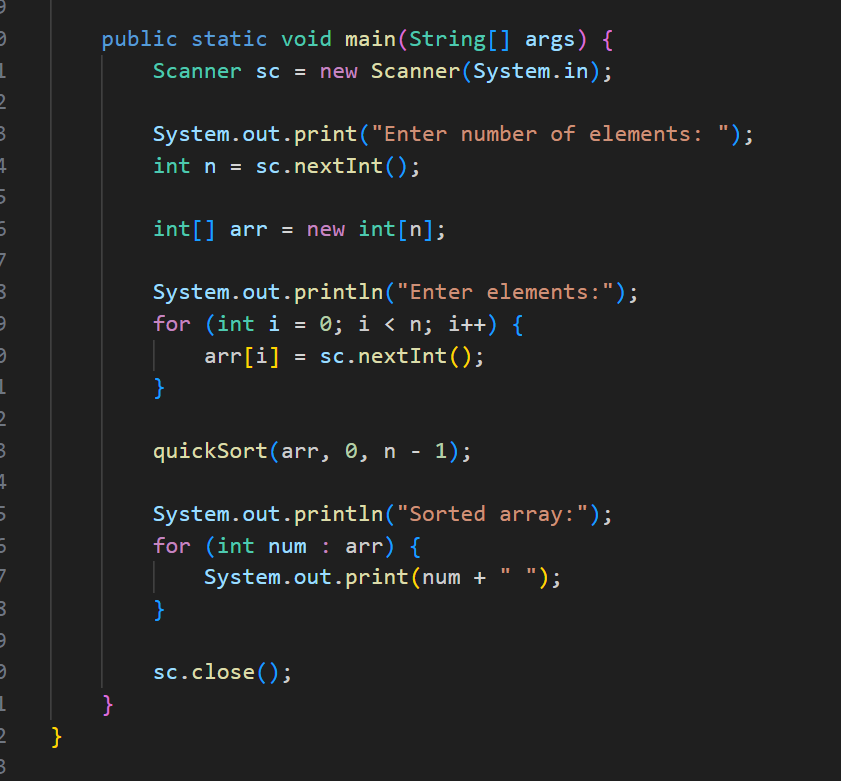 public static void main(String[] args) {
Scanner sc = new Scanner(System.in);
System.out.print("Enter number of elements: ");
int n = sc.nextInt();
int[] arr = new int[n];
System.out.println("Enter elements:");
for (int i = 0; i < n; i++) {
arr[i] = sc.nextInt();
}
quickSort(arr, 0, n - 1);
System.out.println("Sorted array:");
for (int num : arr) {
System.out.print(num + " ");
}
sc.close();
}
}